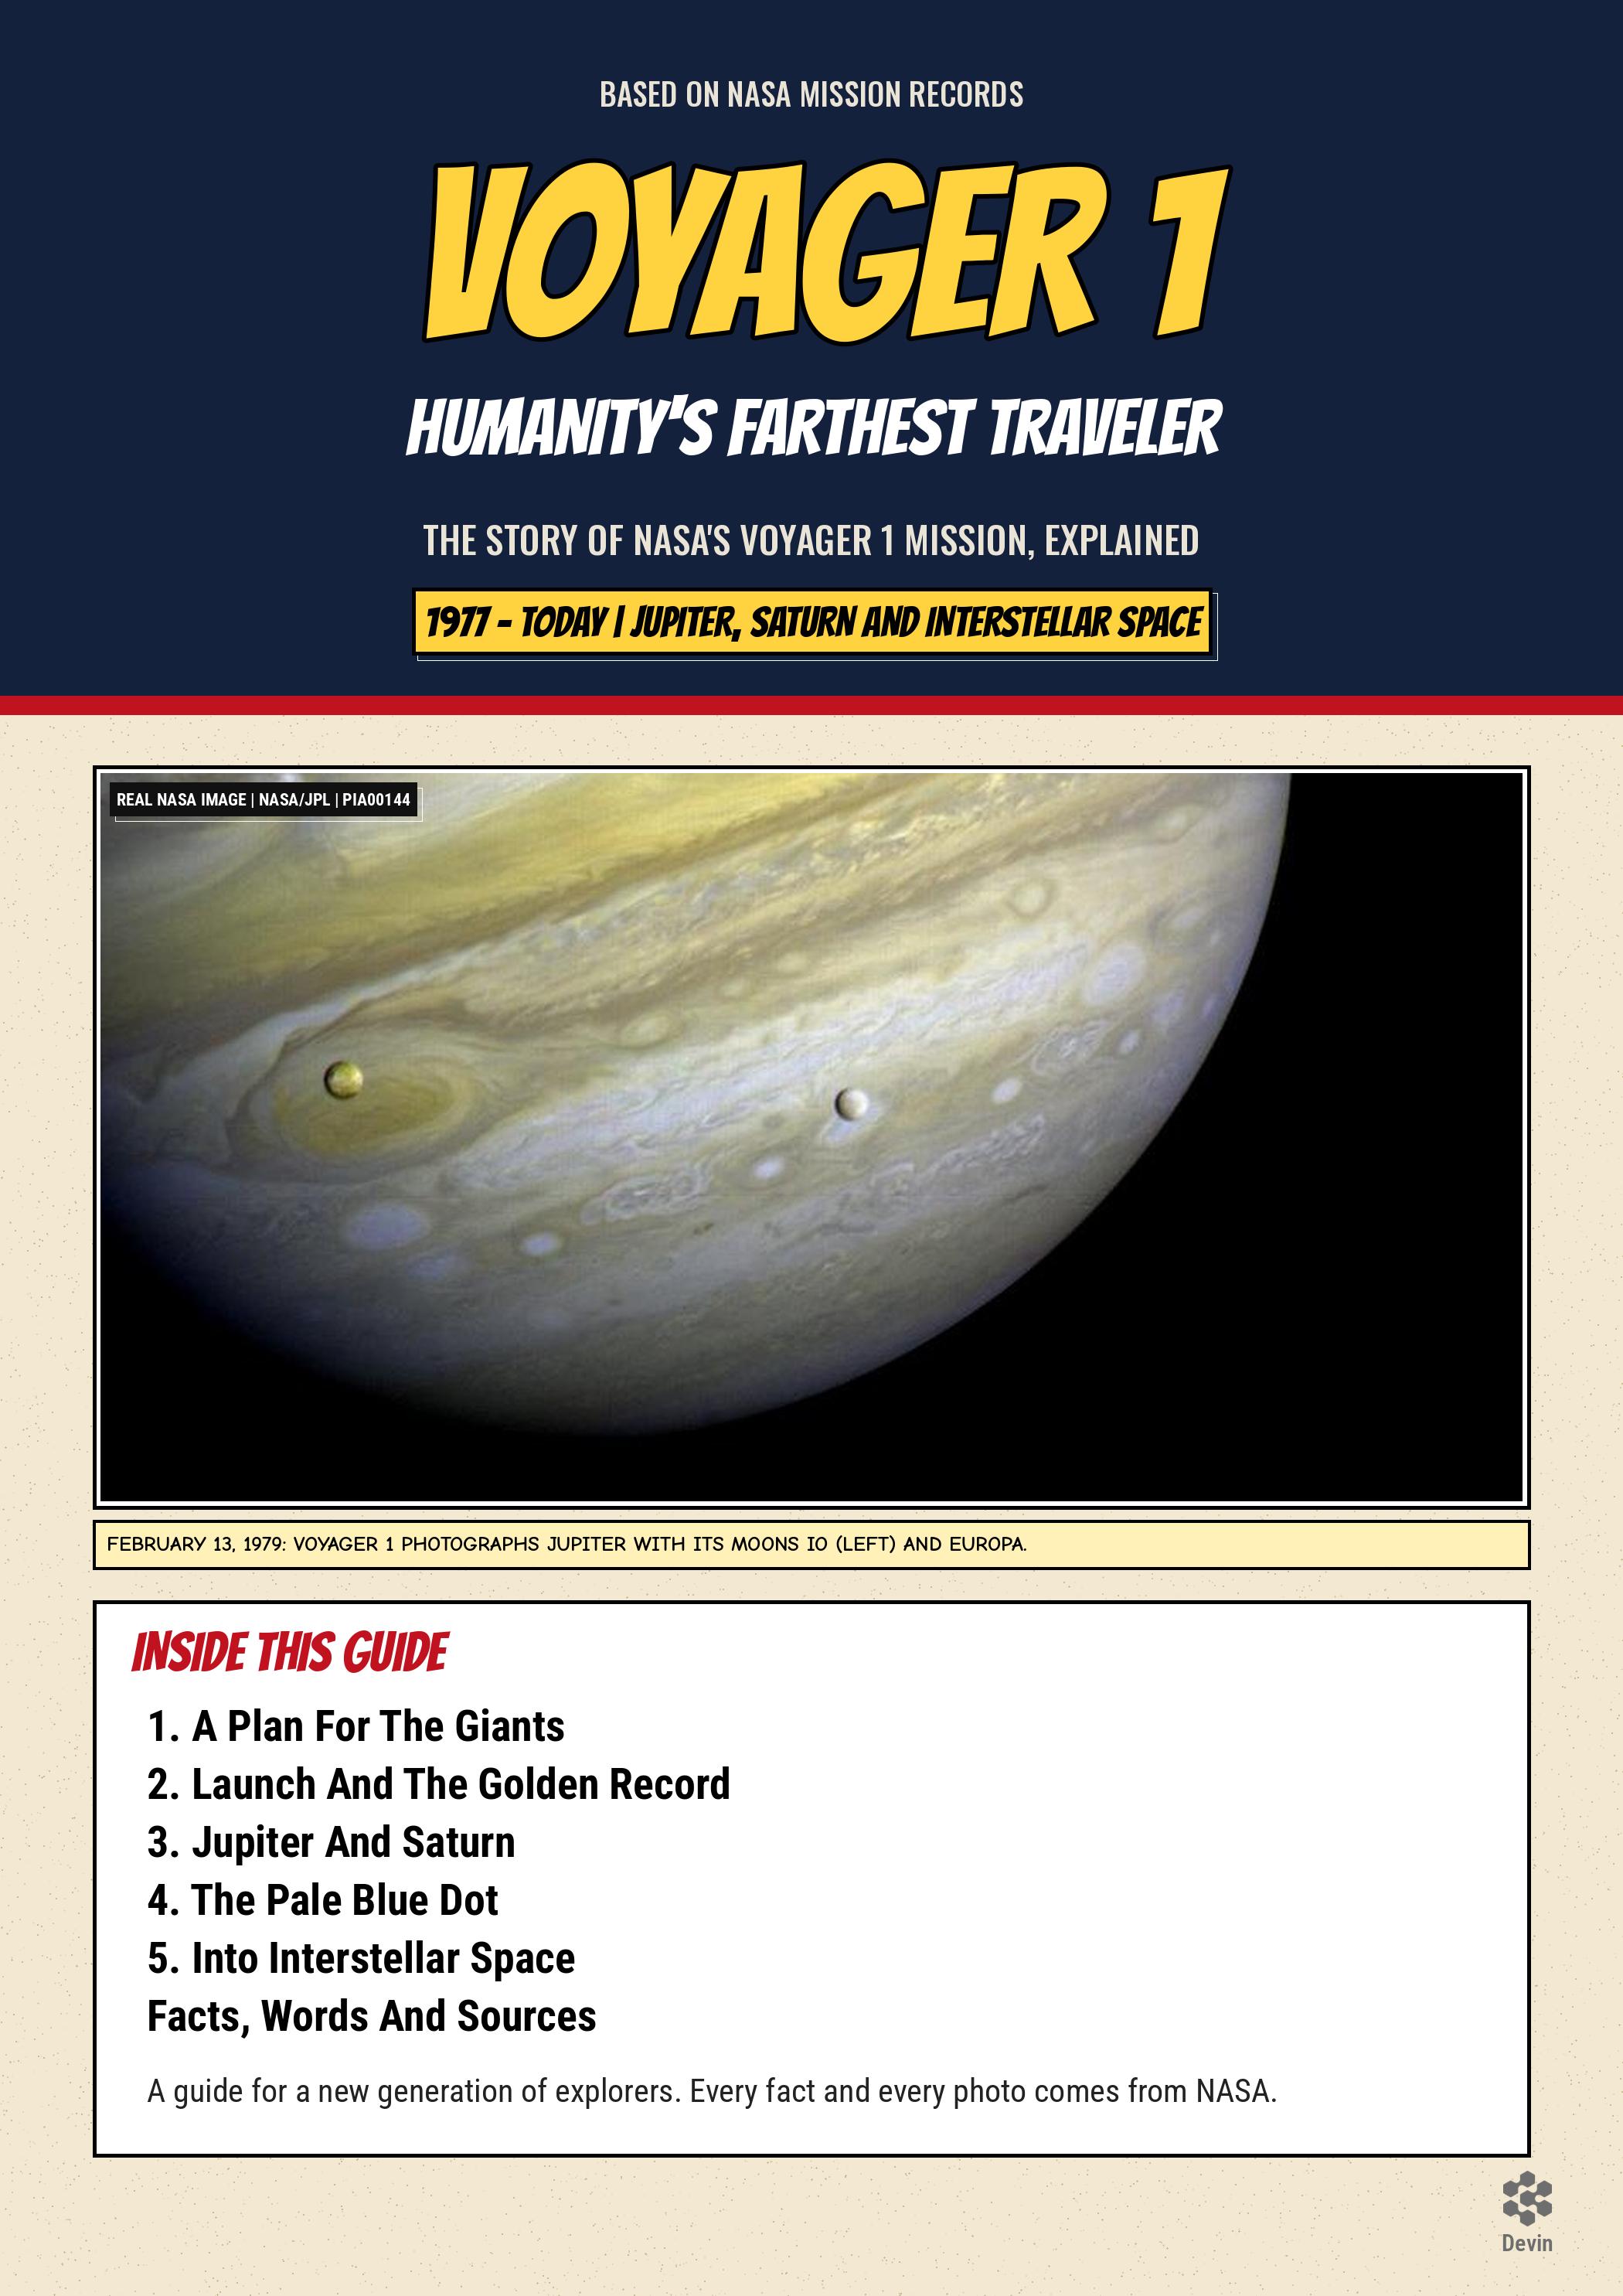 BASED ON NASA MISSION RECORDS
VOYAGER 1
HUMANITY'S FARTHEST TRAVELER
THE STORY OF NASA'S VOYAGER 1 MISSION, EXPLAINED
1977 - TODAY | JUPITER, SATURN AND INTERSTELLAR SPACE
REAL NASA IMAGE | NASA/JPL | PIA00144
FEBRUARY 13, 1979: VOYAGER 1 PHOTOGRAPHS JUPITER WITH ITS MOONS IO (LEFT) AND EUROPA.
INSIDE THIS GUIDE
1. A Plan For The Giants
2. Launch And The Golden Record
3. Jupiter And Saturn
4. The Pale Blue Dot
5. Into Interstellar Space
Facts, Words And Sources
A guide for a new generation of explorers. Every fact and every photo comes from NASA.
Devin